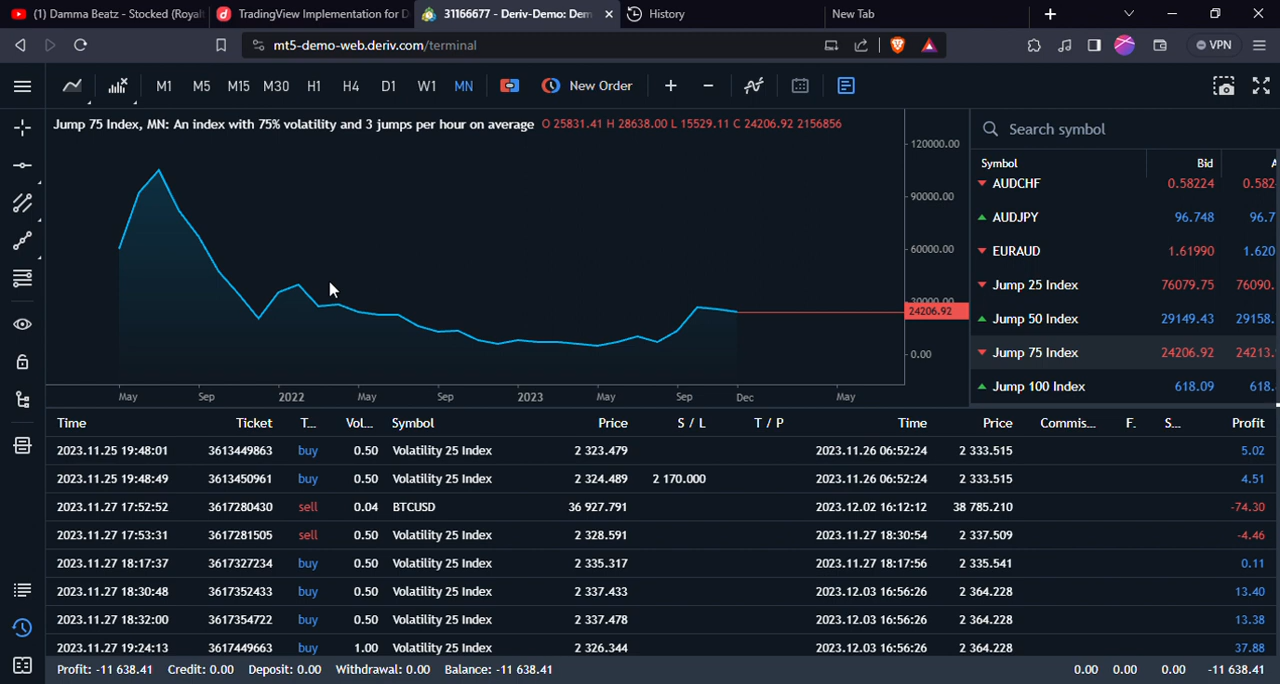 (1) Damma Beatz - Stocked (Royal
TradingView Implementation for D
31166677 - Deriv-Demo: Dem
History
New Tab
mt5-demo-web.deriv.com/terminal
VPN
M1 M5 M15 M30 H1 H4 D1 W1 MN New Order
Jump 75 Index, MN: An index with 75% volatility and 3 jumps per hour on average O 25831.41 H 28638.00 L 15529.11 C 24206.92 2156856
120000.00
90000.00
60000.00
30000.00
24206.92
0.00
May Sep 2022 May Sep 2023 May Sep Dec May
Search symbol
Symbol Bid A
AUDCHF 0.58224 0.582
AUDJPY 96.748 96.7
EURAUD 1.61990 1.620
Jump 25 Index 76079.75 76090.
Jump 50 Index 29149.43 29158.
Jump 75 Index 24206.92 24213.
Jump 100 Index 618.09 618.
Time Ticket T... Vol... Symbol Price S / L T / P Time Price Commis... F. S... Profit
2023.11.25 19:48:01 3613449863 buy 0.50 Volatility 25 Index 2 323.479 2023.11.26 06:52:24 2 333.515 5.02
2023.11.25 19:48:49 3613450961 buy 0.50 Volatility 25 Index 2 324.489 2 170.000 2023.11.26 06:52:24 2 333.515 4.51
2023.11.27 17:52:52 3617280430 sell 0.04 BTCUSD 36 927.791 2023.12.02 16:12:12 38 785.210 -74.30
2023.11.27 17:53:31 3617281505 sell 0.50 Volatility 25 Index 2 328.591 2023.11.27 18:30:54 2 337.509 -4.46
2023.11.27 18:17:37 3617327234 buy 0.50 Volatility 25 Index 2 335.317 2023.11.27 18:17:56 2 335.541 0.11
2023.11.27 18:30:48 3617352433 buy 0.50 Volatility 25 Index 2 337.433 2023.12.03 16:56:26 2 364.228 13.40
2023.11.27 18:32:00 3617354722 buy 0.50 Volatility 25 Index 2 337.478 2023.12.03 16:56:26 2 364.228 13.38
2023.11.27 19:24:13 3617449663 buy 1.00 Volatility 25 Index 2 326.344 2023.12.03 16:56:26 2 364.228 37.88
Profit: -11 638.41 Credit: 0.00 Deposit: 0.00 Withdrawal: 0.00 Balance: -11 638.41 0.00 0.00 0.00 -11 638.41